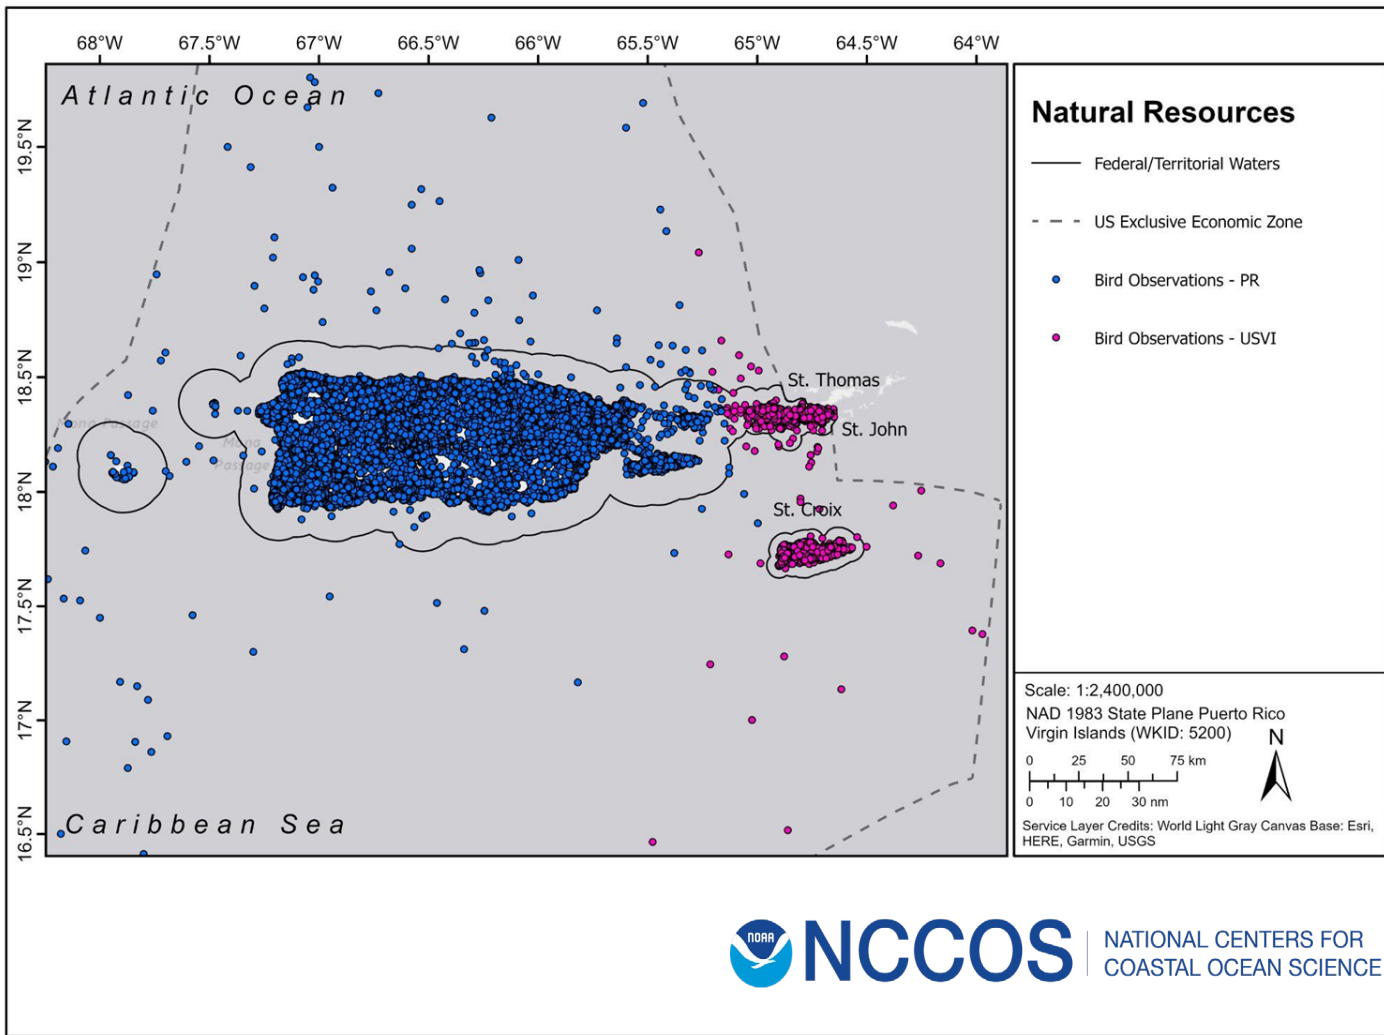 68°W 67.5°W 67°W 66.5°W 66°W 65.5°W 65°W 64.5°W 64°W
Atlantic Ocean
19.5°N
19°N
18.5°N
18°N
17.5°N
17°N
16.5°N
Mona Passage
Mona
Passage
St. Thomas
St. John
St. Croix
Caribbean Sea
Natural Resources
Federal/Territorial Waters
US Exclusive Economic Zone
Bird Observations - PR
Bird Observations - USVI
Scale: 1:2,400,000
NAD 1983 State Plane Puerto Rico
Virgin Islands (WKID: 5200)
N
0 25 50 75 km
0 10 20 30 nm
Service Layer Credits: World Light Gray Canvas Base: Esri,
HERE, Garmin, USGS
NOAA
NCCOS
NATIONAL CENTERS FOR
COASTAL OCEAN SCIENCE